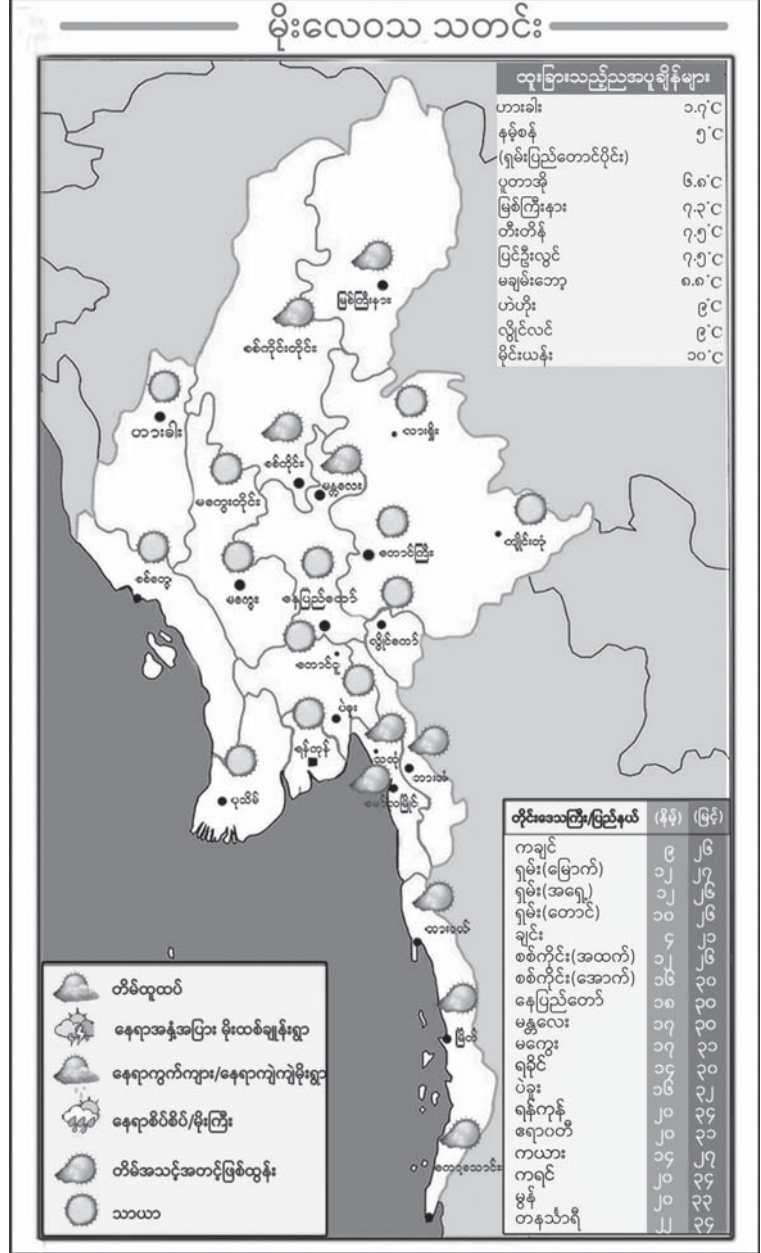 မိုးလေဝသ သတင်း
ထူးခြားသည့်ညအပူချိန်များ
ဟားခါး ၁.၇°C
နမ့်စန် ၅°C
(ရှမ်းပြည်တောင်ပိုင်း)
ပူတာအို ၆.၈°C
မြစ်ကြီးနား ၇.၃°C
တီးတိန် ၇.၅°C
ပြင်ဦးလွင် ၇.၅°C
မချမ်းဘော့ ၈.၈°C
ဟဲဟိုး ၉°C
လွိုင်လင် ၉°C
မိုင်းယန်း ၁၀°C
မြစ်ကြီးနား
စစ်ကိုင်းတိုင်း
ဟားခါး
လားရှိုး
စစ်ကိုင်း
မန္တလေး
မကွေးတိုင်း
ကျိုင်းတုံ
တောင်ကြီး
စစ်တွေ
မကွေး
နေပြည်တော်
လွိုင်ကော်
တောင်ငူ
ပဲခူး
ရန်ကုန်
သထုံ
ဘားအံ
ပုသိမ်
မော်လမြိုင်
ထားဝယ်
မြိတ်
ကော့သောင်း
တိမ်ထူထပ်
နေရာအနှံ့အပြား မိုးထစ်ချုန်းရွာ
နေရာကွက်ကျား/နေရာကျဲကျဲမိုးရွာ
နေရာစိပ်စိပ်/မိုးကြီး
တိမ်အသင့်အတင့်ဖြစ်ထွန်း
သာယာ
တိုင်းဒေသကြီး/ပြည်နယ် (နိမ့်) (မြင့်)
ကချင် ၉ ၂၆
ရှမ်း(မြောက်) ၁၂ ၂၇
ရှမ်း(အရှေ့) ၁၂ ၂၆
ရှမ်း(တောင်) ၁၀ ၂၆
ချင်း ၄ ၂၁
စစ်ကိုင်း(အထက်) ၁၂ ၂၆
စစ်ကိုင်း(အောက်) ၁၆ ၃၀
နေပြည်တော် ၁၈ ၃၀
မန္တလေး ၁၇ ၃၀
မကွေး ၁၇ ၃၁
ရခိုင် ၁၄ ၃၀
ပဲခူး ၁၆ ၃၂
ရန်ကုန် ၂၀ ၃၄
ဧရာဝတီ ၂၀ ၃၁
ကယား ၁၄ ၂၇
ကရင် ၂၀ ၃၄
မွန် ၂၀ ၃၃
တနင်္သာရီ ၂၂ ၃၄